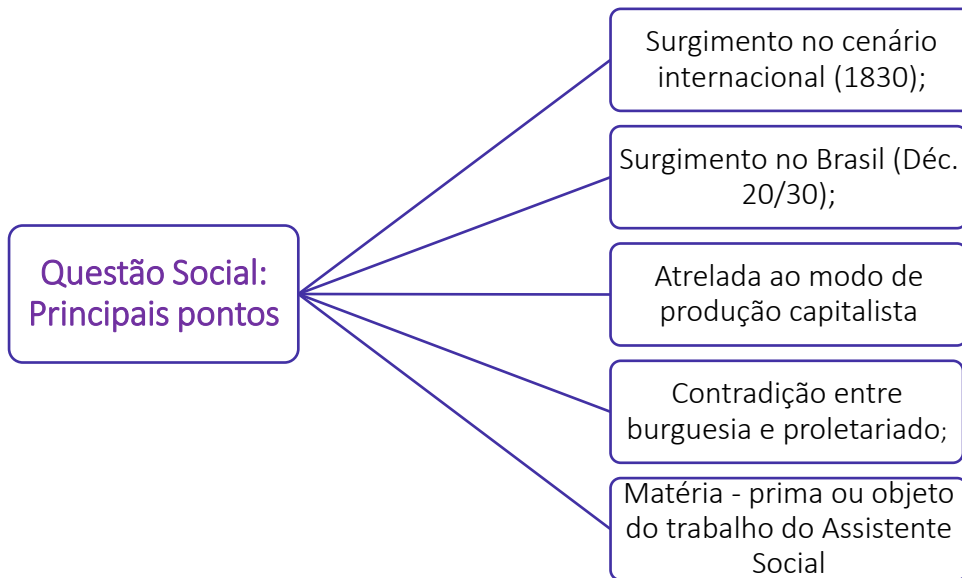 Questão Social:
Principais pontos
Surgimento no cenário
internacional (1830);
Surgimento no Brasil (Déc.
20/30);
Atrelada ao modo de
produção capitalista
Contradição entre
burguesia e proletariado;
Matéria - prima ou objeto
do trabalho do Assistente
Social